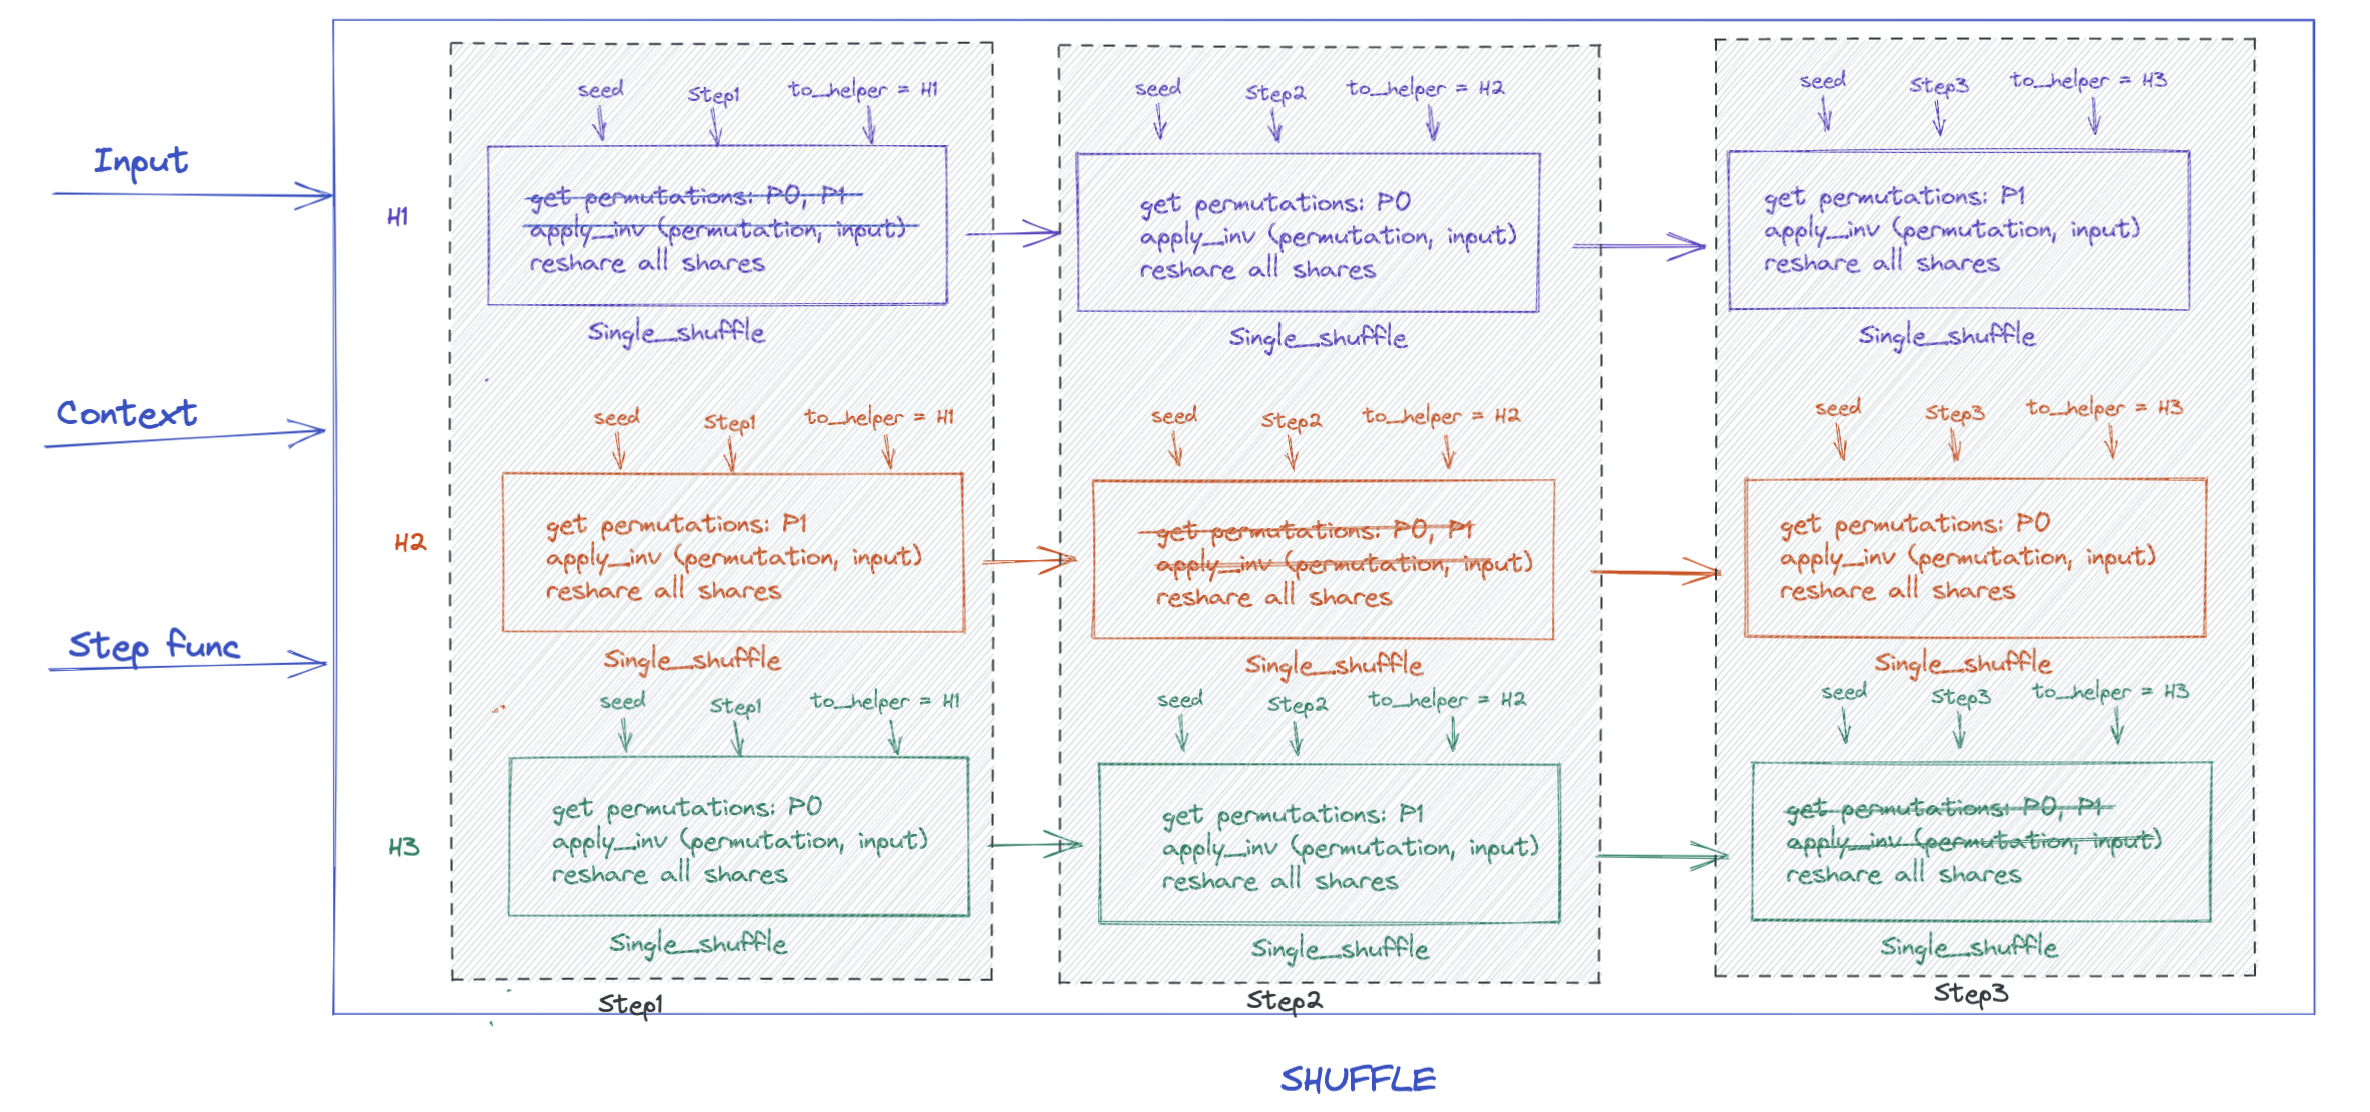 Input
Context
Step func
H1
seed
Step1
to_helper = H1
get permutations: P0, P1
apply_inv (permutation, input)
reshare all shares
Single_shuffle
seed
Step2
to_helper = H2
get permutations: P0
apply_inv (permutation, input)
reshare all shares
Single_shuffle
seed
Step3
to_helper = H3
get permutations: P1
apply_inv (permutation, input)
reshare all shares
Single_shuffle
H2
seed
Step1
to_helper = H1
get permutations: P1
apply_inv (permutation, input)
reshare all shares
Single_shuffle
seed
Step2
to_helper = H2
get permutations: P0, P1
apply_inv (permutation, input)
reshare all shares
Single_shuffle
seed
Step3
to_helper = H3
get permutations: P0
apply_inv (permutation, input)
reshare all shares
Single_shuffle
H3
seed
Step1
to_helper = H1
get permutations: P0
apply_inv (permutation, input)
reshare all shares
Single_shuffle
seed
Step2
to_helper = H2
get permutations: P1
apply_inv (permutation, input)
reshare all shares
Single_shuffle
seed
Step3
to_helper = H3
get permutations: P0, P1
apply_inv (permutation, input)
reshare all shares
Single_shuffle
Step1
Step2
Step3
SHUFFLE